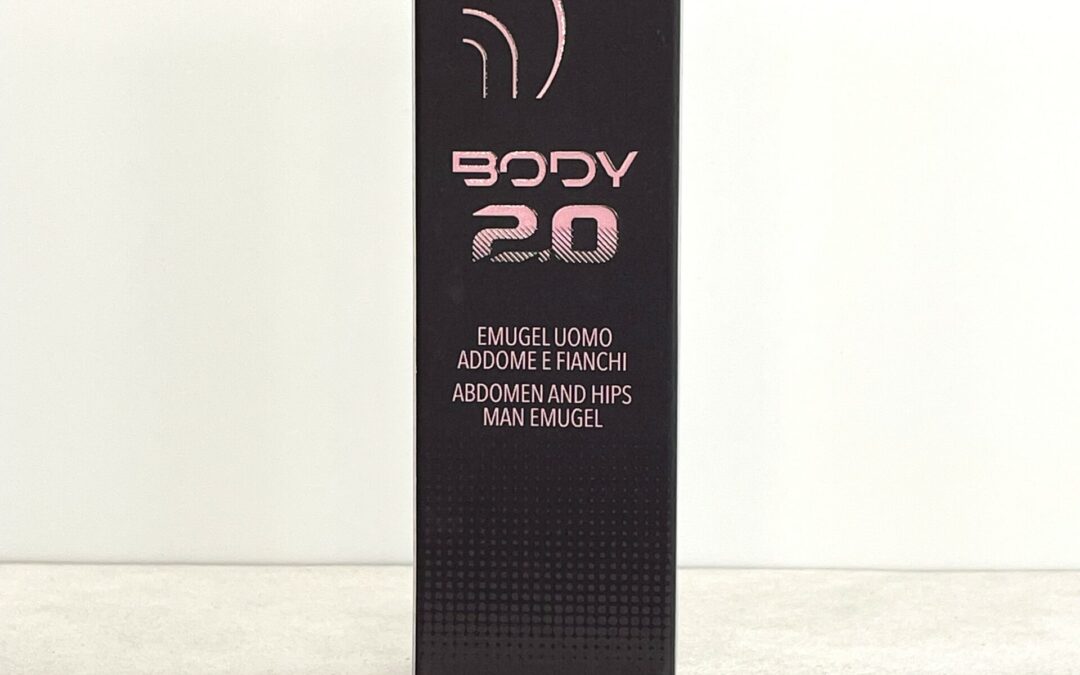 BODY
2.0
EMUGEL UOMO
ADDOME E FIANCHI
ABDOMEN AND HIPS
MAN EMUGEL